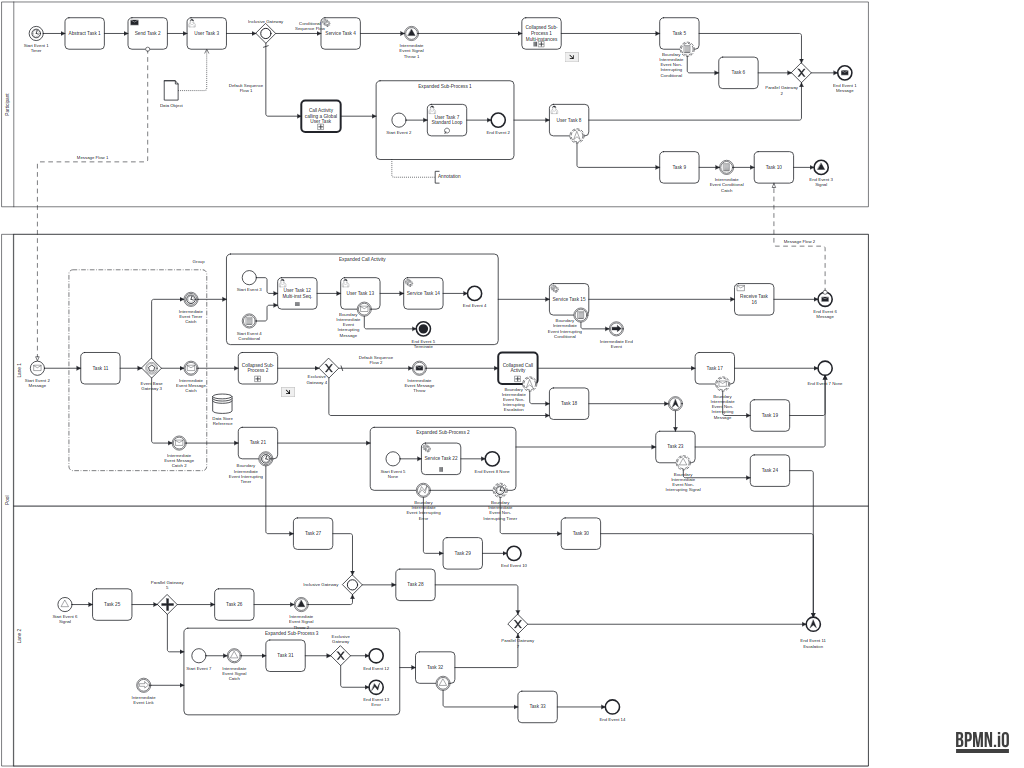 Participant
Start Event 1
Timer
Abstract Task 1
Send Task 2
User Task 3
Inclusive Gateway
Conditional
Sequence Flow
Service Task 4
Intermediate
Event Signal
Throw 1
Collapsed Sub-
Process 1
Multi-instances
Task 5
Boundary
Intermediate
Event Non-
Interrupting
Conditional
Task 6
Parallel Gateway
2
End Event 1
Message
Data Object
Default Sequence
Flow 1
Call Activity
calling a Global
User Task
Expanded Sub-Process 1
Start Event 2
User Task 7
Standard Loop
End Event 2
User Task 8
Annotation
Task 9
Intermediate
Event Conditional
Catch
Task 10
End Event 3
Signal
Message Flow 1
Message Flow 2
Pool
Lane 1
Group
Expanded Call Activity
Start Event 3
User Task 12
Multi-inst Seq.
User Task 13
Service Task 14
End Event 4
Start Event 4
Conditional
Boundary
Intermediate
Event
Interrupting
Message
End Event 5
Terminate
Intermediate
Event Timer
Catch
Service Task 15
Boundary
Intermediate
Event Interrupting
Conditional
Intermediate End
Event
Receive Task
16
End Event 6
Message
Start Event 2
Message
Task 11
Event Base
Gateway 3
Intermediate
Event Message
Catch
Collapsed Sub-
Process 2
Exclusive
Gateway 4
Default Sequence
Flow 2
Intermediate
Event Message
Throw
Collapsed Call
Activity
Boundary
Intermediate
Event Non-
Interrupting
Escalation
Task 17
Boundary
Intermediate
Event Non-
Interrupting
Message
End Event 7 None
Data Store
Reference
Task 18
Task 19
Intermediate
Event Message
Catch 2
Task 21
Boundary
Intermediate
Event Interrupting
Timer
Expanded Sub-Process 2
Start Event 5
None
Service Task 22
End Event 8 None
Boundary
Intermediate
Event Interrupting
Error
Boundary
Intermediate
Event Non-
Interrupting Timer
Task 23
Boundary
Intermediate
Event Non-
Interrupting Signal
Task 24
Lane 2
Task 27
Task 29
End Event 10
Task 30
Inclusive Gateway
Task 28
Start Event 6
Signal
Task 25
Parallel Gateway
Task 26
Intermediate
Event Signal
Parallel Gateway
End Event 11
Escalation
Expanded Sub-Process 3
Start Event 7
Intermediate
Event Signal
Catch
Task 31
Exclusive
Gateway
End Event 12
End Event 13
Error
Intermediate
Event Link
Task 32
Task 33
End Event 14
BPMN.iO